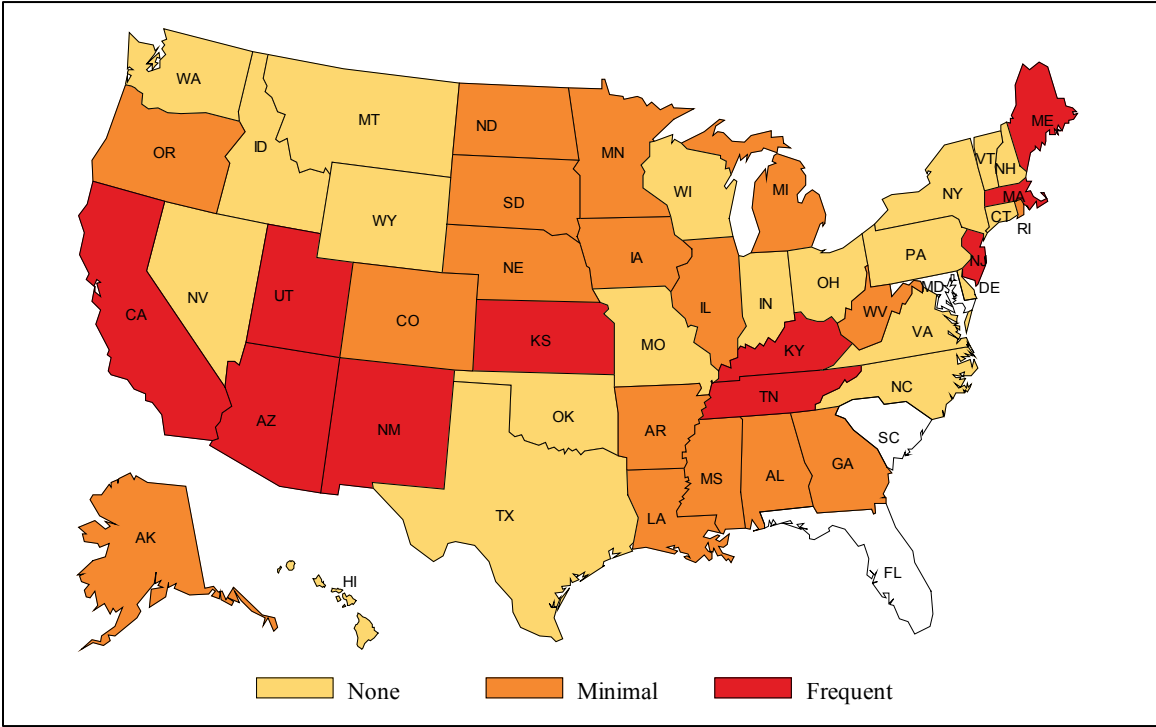 WA
MT
ND
MN
ME
OR
ID
VT
NH
WI
MI
NY
MA
SD
WY
CT
RI
NE
IA
PA
NJ
NV
UT
CO
IL
IN
OH
MD
DE
CA
KS
MO
WV
VA
KY
NC
TN
AZ
NM
OK
AR
SC
MS
AL
GA
TX
LA
AK
HI
FL
None
Minimal
Frequent